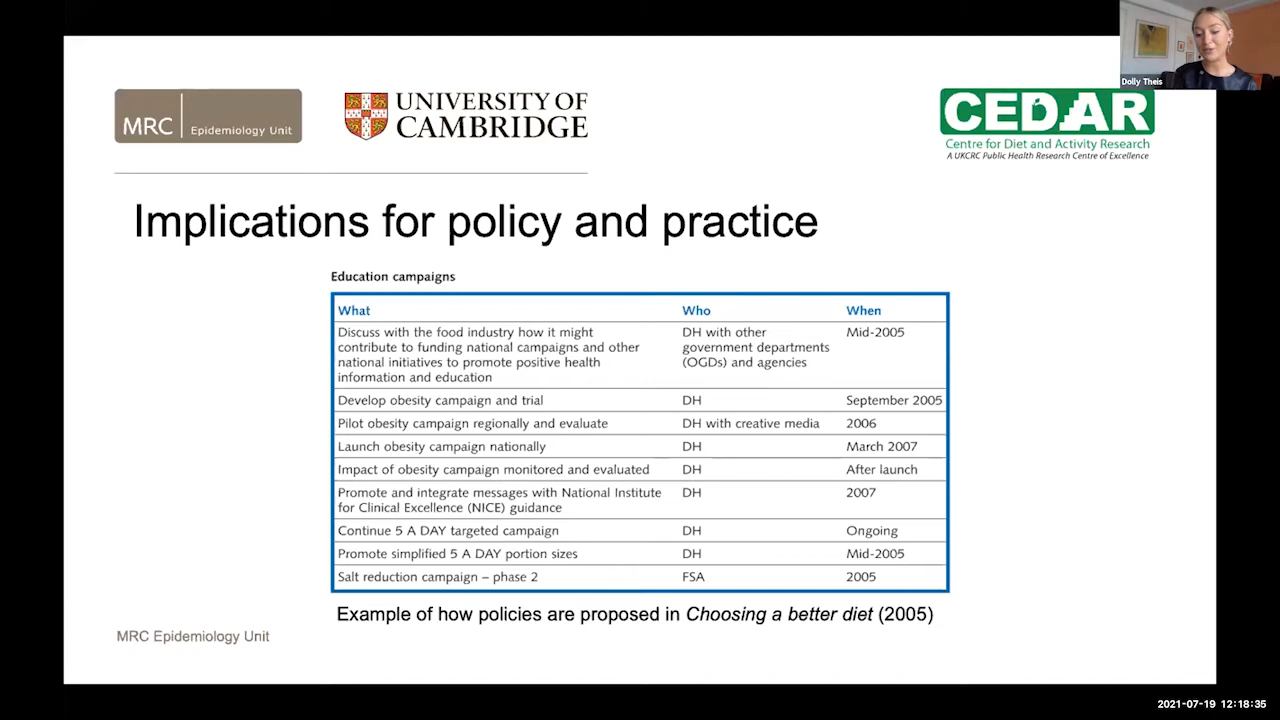 Dolly Theis
MRC Epidemiology Unit
UNIVERSITY OF
CAMBRIDGE
CEDAR
Centre for Diet and Activity Research
A UKCRC Public Health Research Centre of Excellence
Implications for policy and practice
Education campaigns
What Who When
Discuss with the food industry how it might DH with other Mid-2005
contribute to funding national campaigns and other government departments
national initiatives to promote positive health (OGDs) and agencies
information and education
Develop obesity campaign and trial DH September 2005
Pilot obesity campaign regionally and evaluate DH with creative media 2006
Launch obesity campaign nationally DH March 2007
Impact of obesity campaign monitored and evaluated DH After launch
Promote and integrate messages with National Institute DH 2007
for Clinical Excellence (NICE) guidance
Continue 5 A DAY targeted campaign DH Ongoing
Promote simplified 5 A DAY portion sizes DH Mid-2005
Salt reduction campaign – phase 2 FSA 2005
Example of how policies are proposed in Choosing a better diet (2005)
MRC Epidemiology Unit
2021-07-19 12:18:35